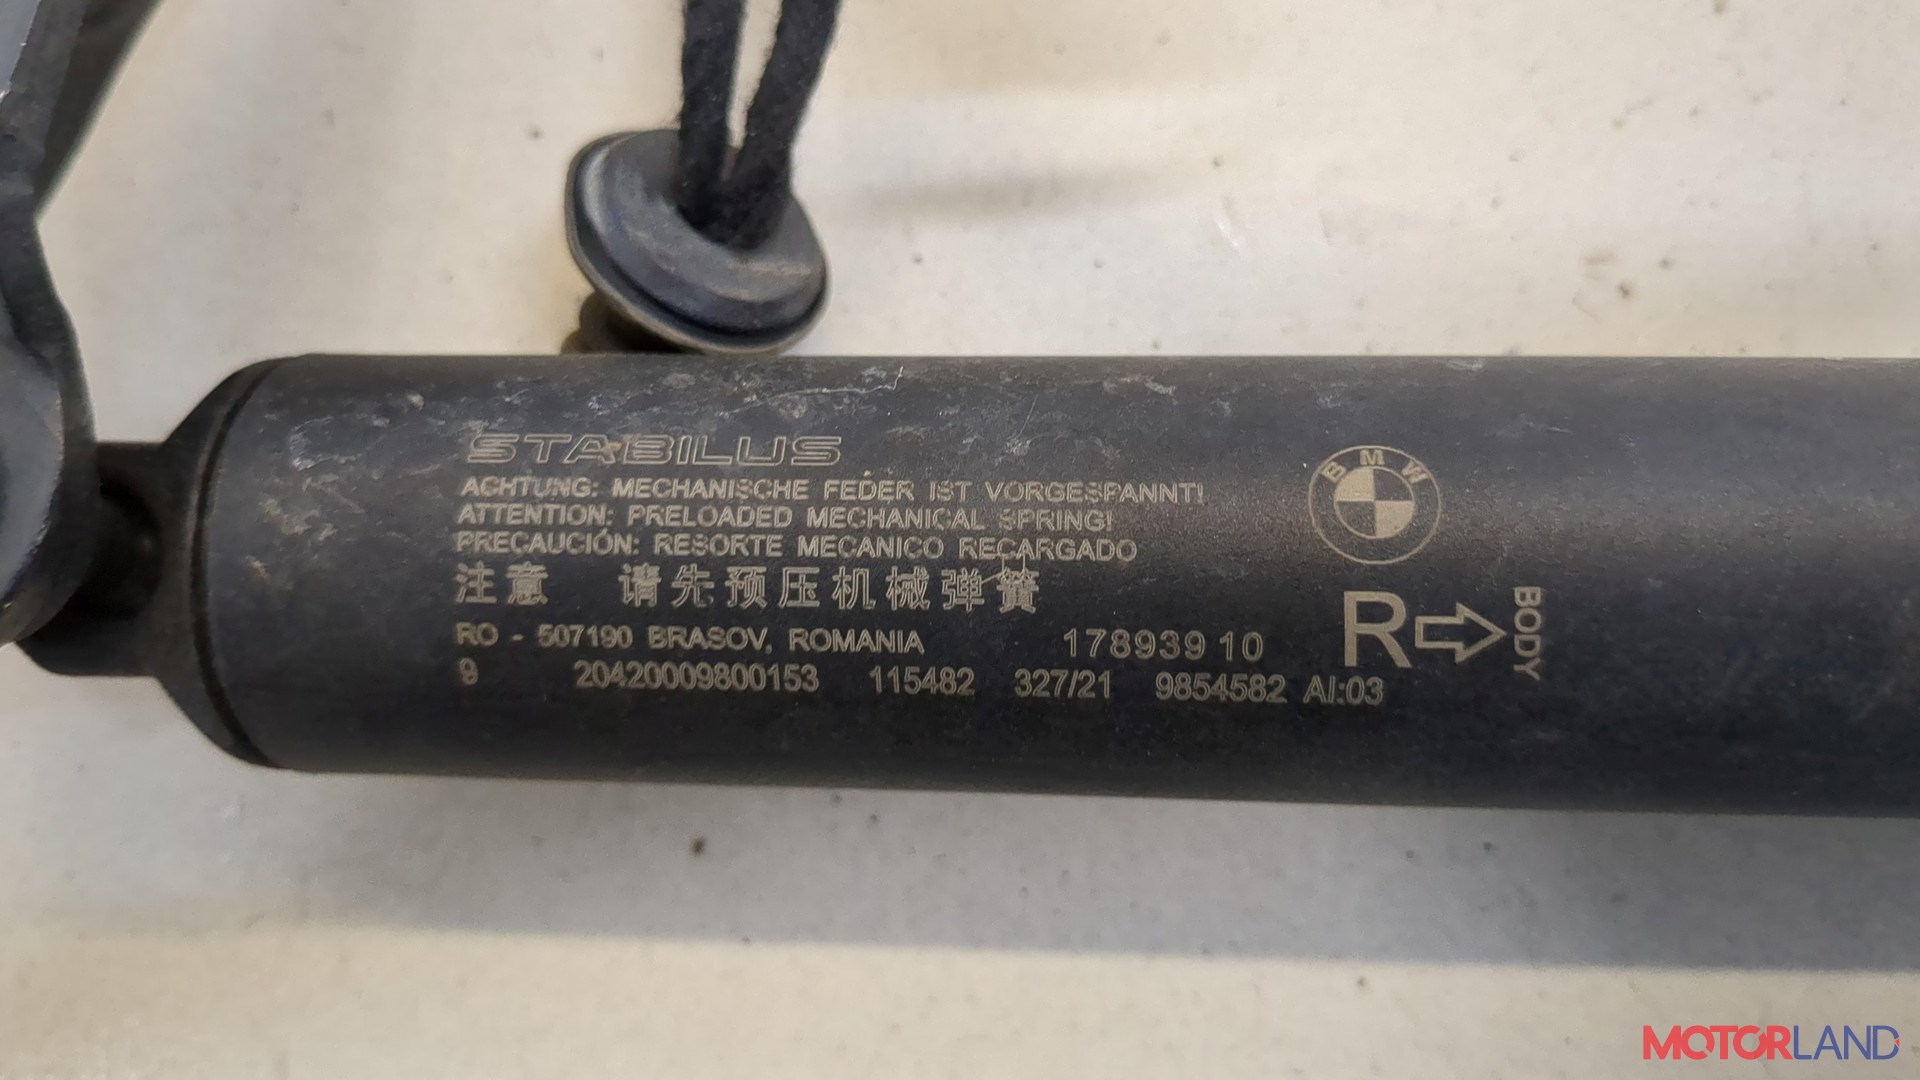 STABILUS
ACHTUNG: MECHANISCHE FEDER IST VORGESPANNT!
ATTENTION: PRELOADED MECHANICAL SPRING!
PRECAUCIÓN: RESORTE MECANICO RECARGADO
注意 请先预压机械弹簧
RO - 507190 BRASOV, ROMANIA 178939 10
9 20420009800153 115482 327/21 9854582 AI:03
BMW
R
BODY
MOTORLAND